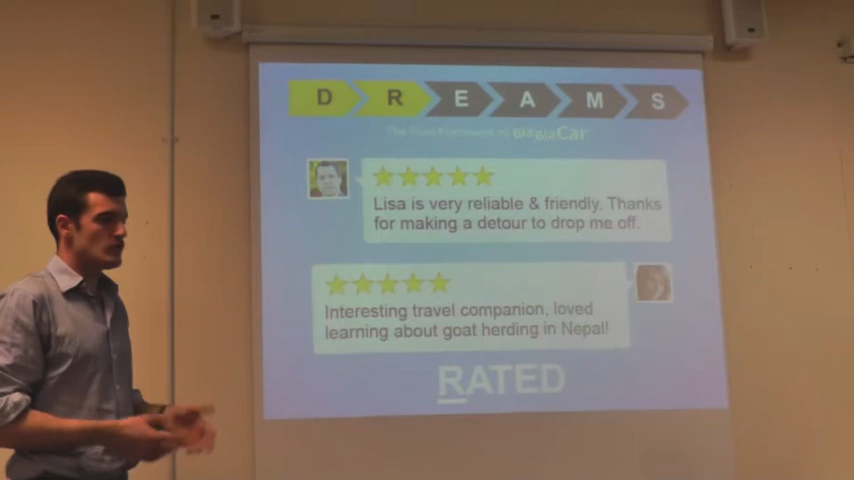 D R E A M S
The Trust Framework by BlaBlaCar
Lisa is very reliable & friendly. Thanks
for making a detour to drop me off.
Interesting travel companion, loved
learning about goat herding in Nepal!
RATED